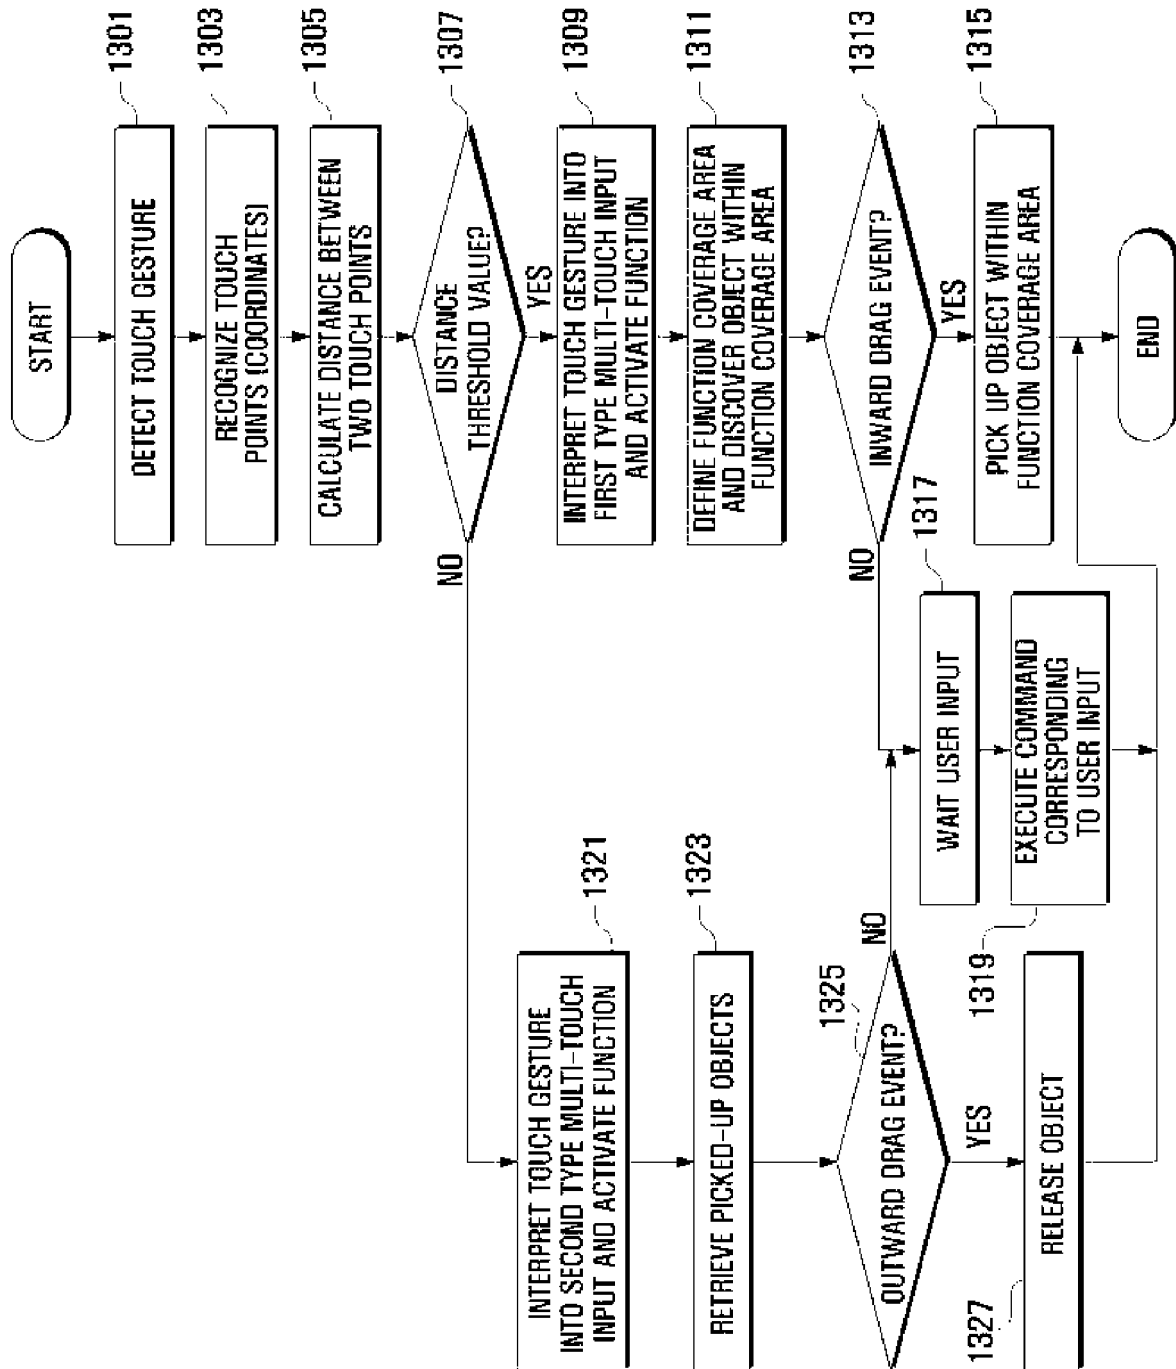 START
1301
DETECT TOUCH GESTURE
1303
RECOGNIZE TOUCH
POINTS (COORDINATES)
1305
CALCULATE DISTANCE BETWEEN
TWO TOUCH POINTS
1307
DISTANCE
THRESHOLD VALUE?
NO
YES
1309
INTERPRET TOUCH GESTURE INTO
FIRST TYPE MULTI-TOUCH INPUT
AND ACTIVATE FUNCTION
1311
DEFINE FUNCTION COVERAGE AREA
AND DISCOVER OBJECT WITHIN
FUNCTION COVERAGE AREA
1313
INWARD DRAG EVENT?
NO
YES
1315
PICK UP OBJECT WITHIN
FUNCTION COVERAGE AREA
1317
WAIT USER INPUT
1319
EXECUTE COMMAND
CORRESPONDING
TO USER INPUT
1321
INTERPRET TOUCH GESTURE
INTO SECOND TYPE MULTI-TOUCH
INPUT AND ACTIVATE FUNCTION
1323
RETRIEVE PICKED-UP OBJECTS
1325
OUTWARD DRAG EVENT?
NO
YES
1327
RELEASE OBJECT
END